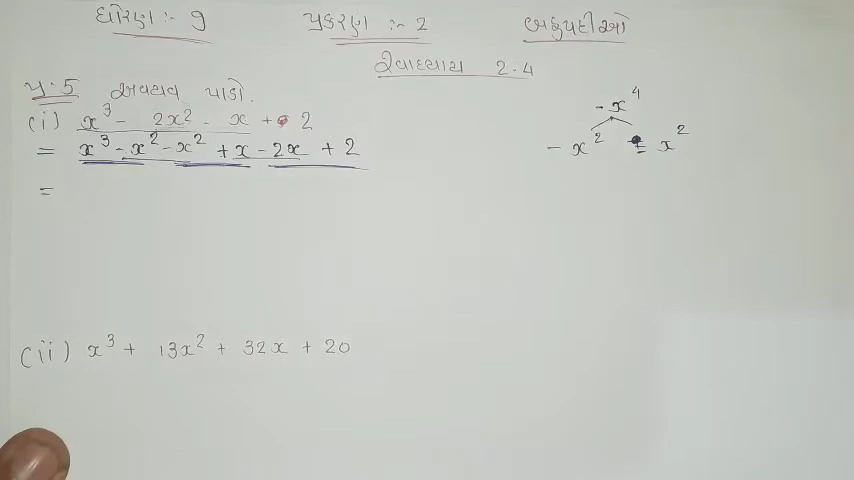 ધોરણ :- 9 પ્રકરણ :- 2 બહુપદીઓ
સ્વાધ્યાય 2.4
પ્ર.5 અવયવ પાડો.
(i) x³ - 2x² - x + 2
= x³ - x² - x² + x - 2x + 2
=
- x⁴
- x² ± x²
(ii) x³ + 13x² + 32x + 20